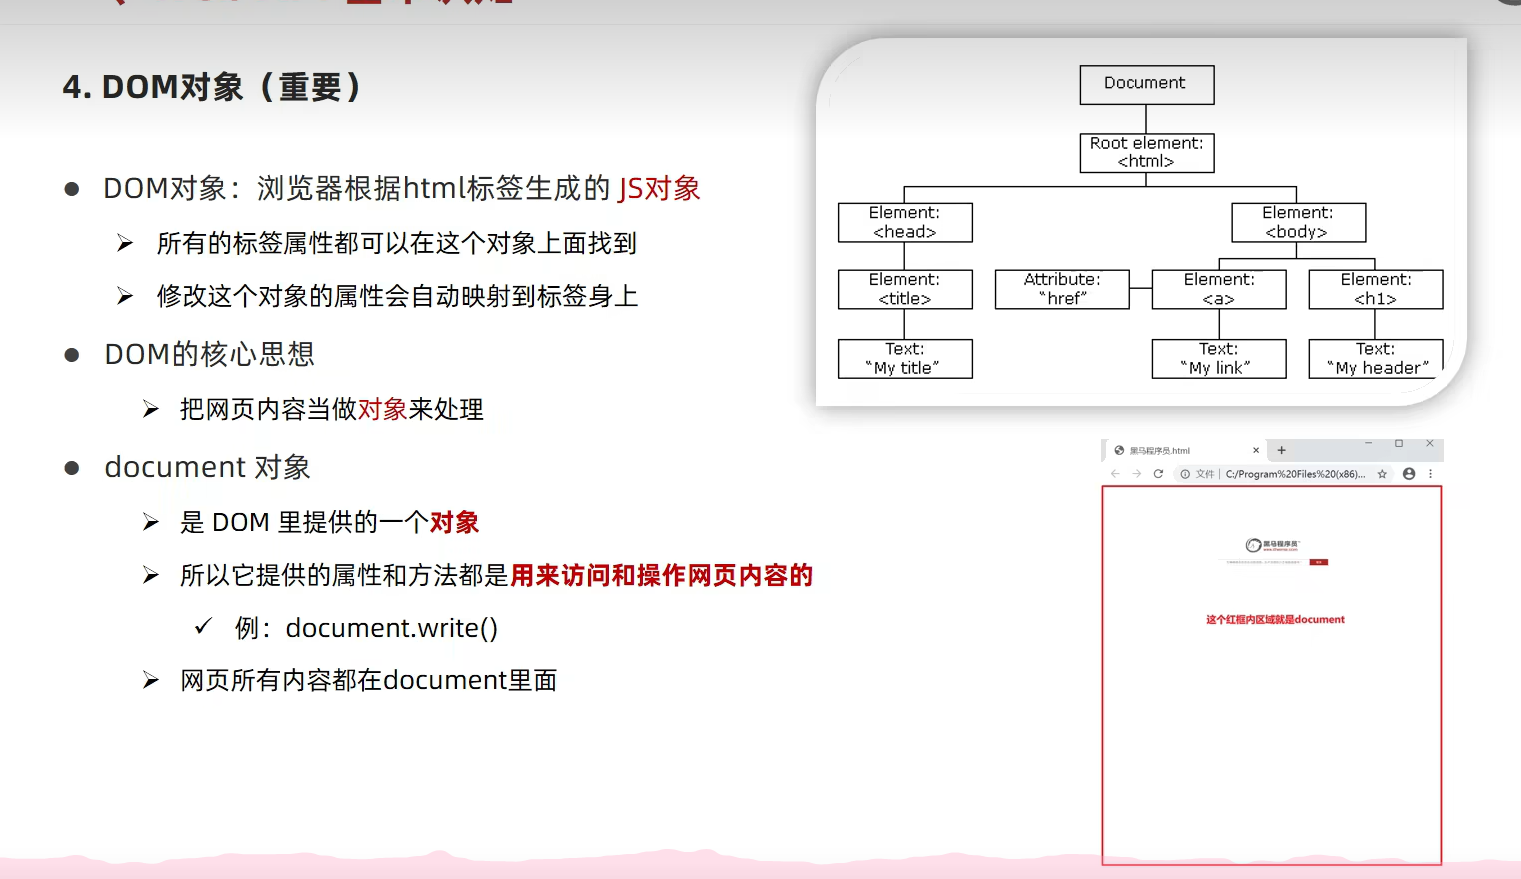 4. DOM对象（重要）
DOM对象：浏览器根据html标签生成的 JS对象
所有的标签属性都可以在这个对象上面找到
修改这个对象的属性会自动映射到标签身上
DOM的核心思想
把网页内容当做对象来处理
document 对象
是 DOM 里提供的一个对象
所以它提供的属性和方法都是用来访问和操作网页内容的
例：document.write()
网页所有内容都在document里面
Document
Root element:
<html>
Element:
<head>
Element:
<body>
Element:
<title>
Attribute:
“href”
Element:
<a>
Element:
<h1>
Text:
“My title”
Text:
“My link”
Text:
“My header”
黑马程序员.html
文件
C:/Program%20Files%20(x86)...
黑马程序员
这个红框内区域就是document